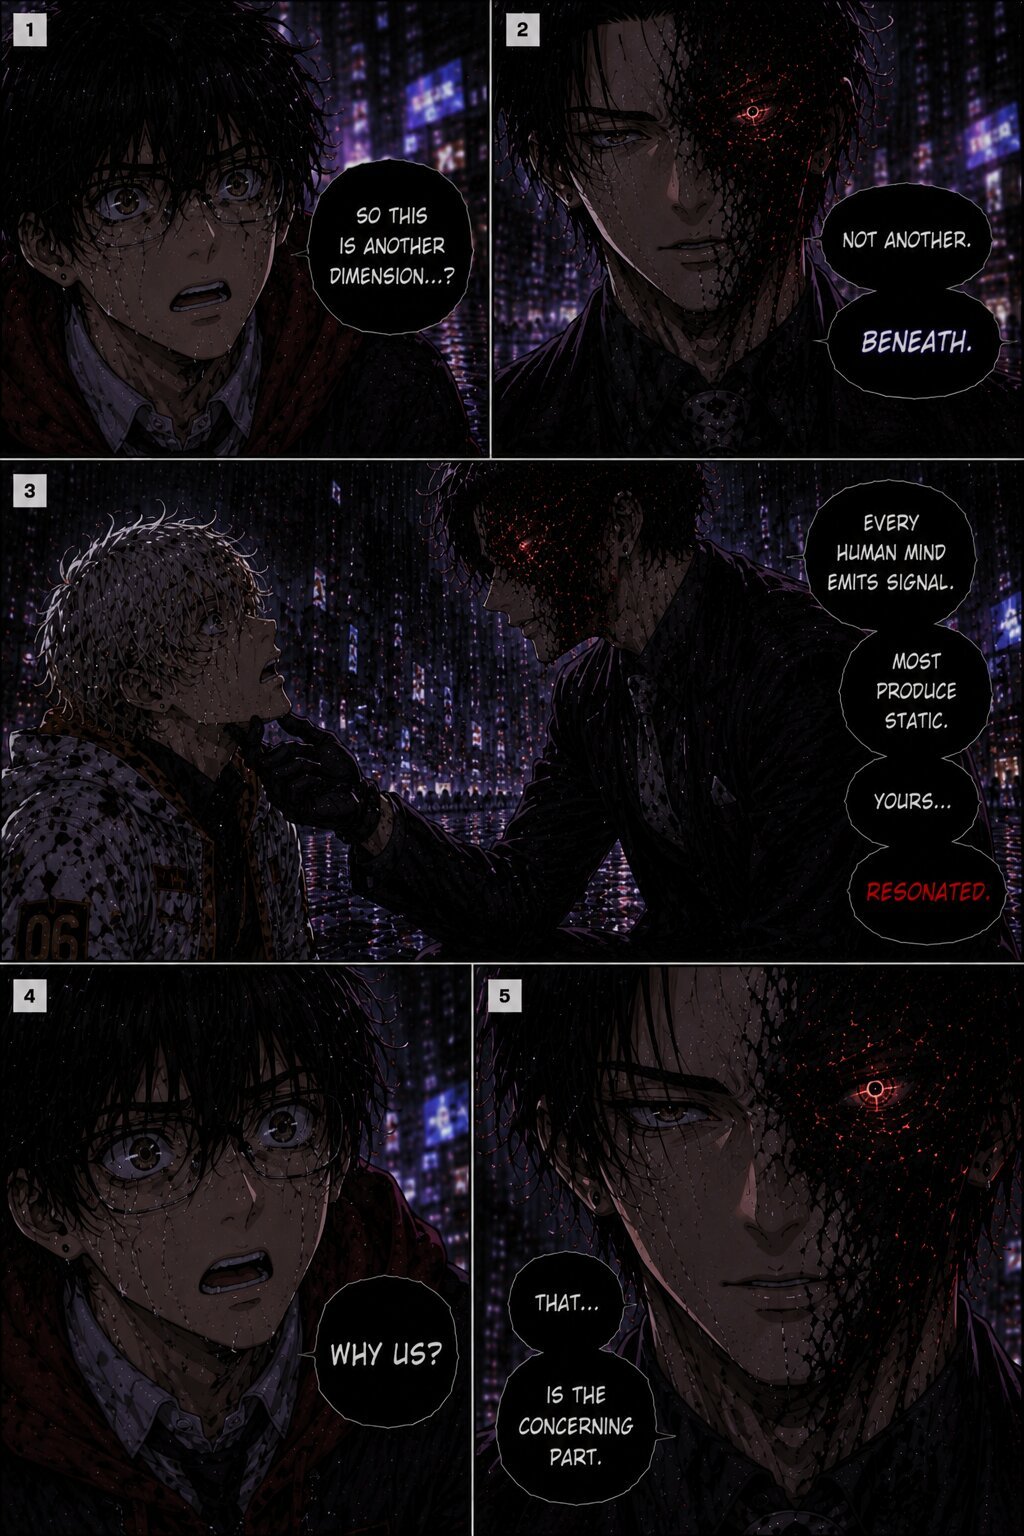 1
SO THIS
IS ANOTHER
DIMENSION...?
2
NOT ANOTHER.
BENEATH.
3
EVERY
HUMAN MIND
EMITS SIGNAL.
MOST
PRODUCE
STATIC.
YOURS...
RESONATED.
06
4
WHY US?
5
THAT...
IS THE
CONCERNING
PART.